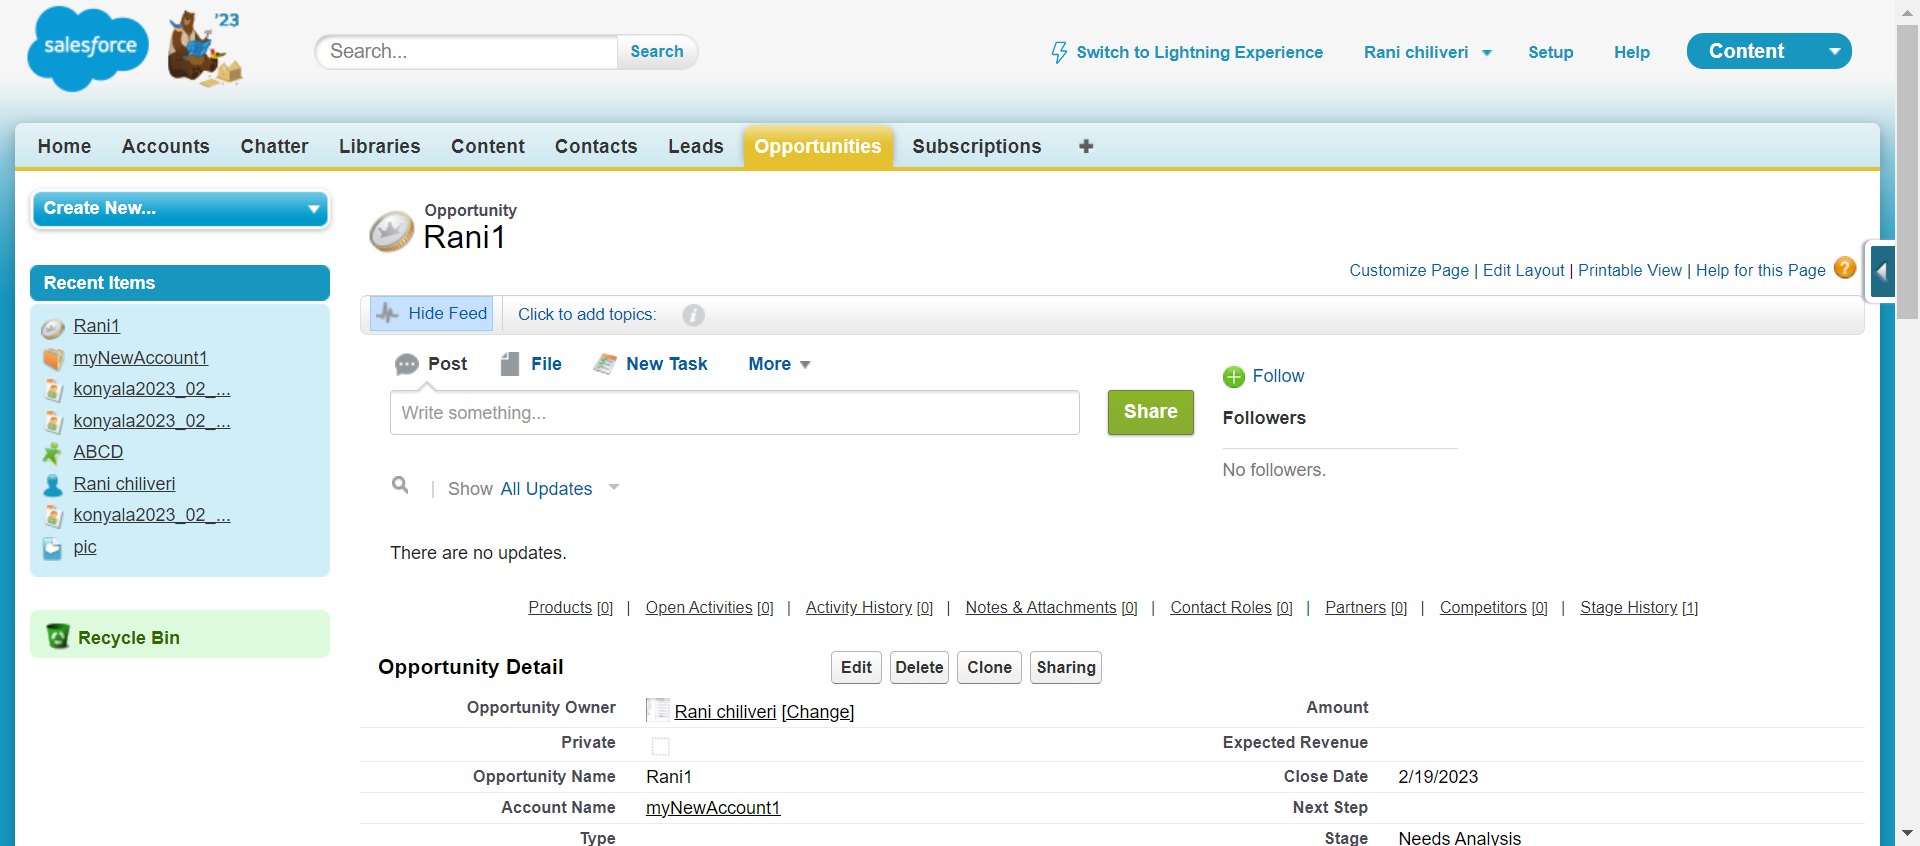 salesforce
'23
Search...
Search
Switch to Lightning Experience
Rani chiliveri
Setup
Help
Content
Home Accounts Chatter Libraries Content Contacts Leads Opportunities Subscriptions
Create New...
Recent Items
Rani1
myNewAccount1
konyala2023_02_...
konyala2023_02_...
ABCD
Rani chiliveri
konyala2023_02_...
pic
Recycle Bin
Opportunity
Rani1
Customize Page | Edit Layout | Printable View | Help for this Page ?
Hide Feed
Click to add topics:
i
Post File New Task More
Write something...
Share
Follow
Followers
No followers.
| Show All Updates
There are no updates.
Products [0] | Open Activities [0] | Activity History [0] | Notes & Attachments [0] | Contact Roles [0] | Partners [0] | Competitors [0] | Stage History [1]
Opportunity Detail
Edit Delete Clone Sharing
Opportunity Owner Rani chiliveri [Change] Amount
Private Expected Revenue
Opportunity Name Rani1 Close Date 2/19/2023
Account Name myNewAccount1 Next Step
Type Stage Needs Analysis